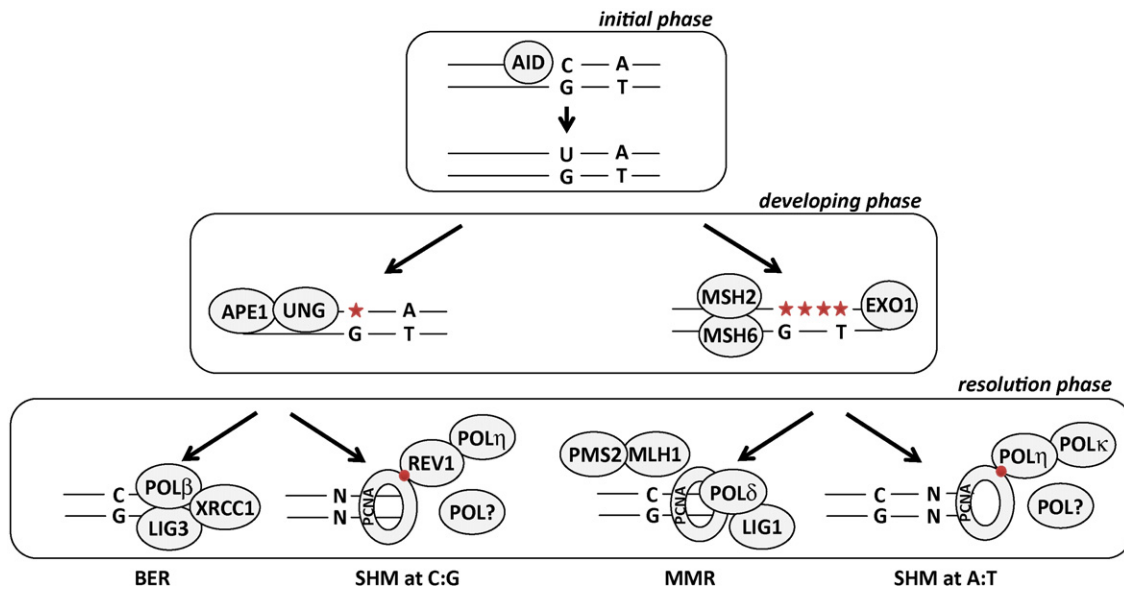 initial phase
AID C A
G T
U A
G T
developing phase
APE1 UNG A
G T
MSH2 EXO1
MSH6 G T
resolution phase
POLη
REV1
PMS2 MLH1
POLη POLκ
C POLβ
G LIG3 XRCC1
N
N PCNA
POL?
C PCNA POLδ
G LIG1
C N
G N PCNA
POL?
BER SHM at C:G MMR SHM at A:T